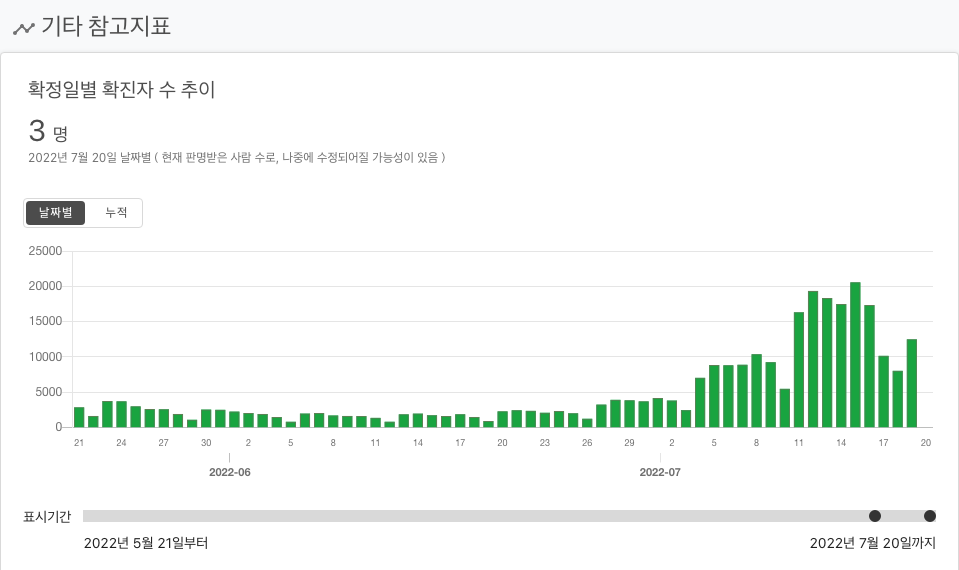 기타 참고지표
확정일별 확진자 수 추이
3 명
2022년 7월 20일 날짜별 ( 현재 판명받은 사람 수로, 나중에 수정되어질 가능성이 있음 )
날짜별 누적
25000
20000
15000
10000
5000
0
21 24 27 30 2 5 8 11 14 17 20 23 26 29 2 5 8 11 14 17 20
2022-06 2022-07
표시기간
2022년 5월 21일부터 2022년 7월 20일까지